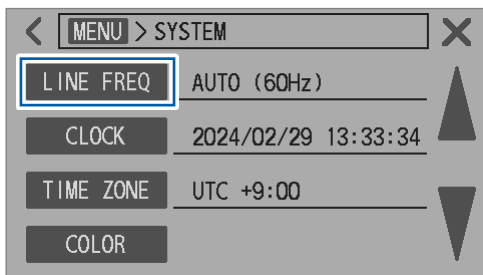 MENU > SYSTEM
LINE FREQ AUTO (60Hz)
CLOCK 2024/02/29 13:33:34
TIME ZONE UTC +9:00
COLOR